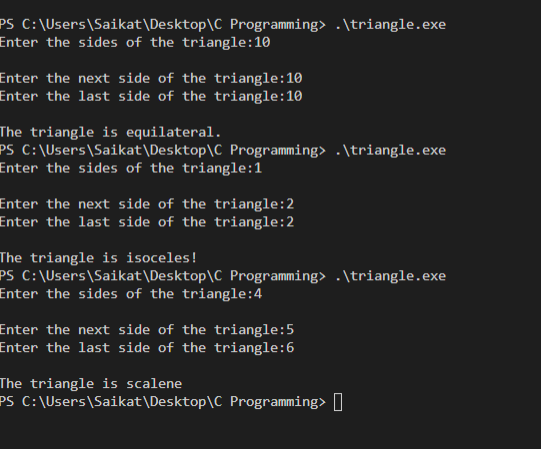 PS C:\Users\Saikat\Desktop\C Programming> .\triangle.exe
Enter the sides of the triangle:10
Enter the next side of the triangle:10
Enter the last side of the triangle:10
The triangle is equilateral.
PS C:\Users\Saikat\Desktop\C Programming> .\triangle.exe
Enter the sides of the triangle:1
Enter the next side of the triangle:2
Enter the last side of the triangle:2
The triangle is isoceles!
PS C:\Users\Saikat\Desktop\C Programming> .\triangle.exe
Enter the sides of the triangle:4
Enter the next side of the triangle:5
Enter the last side of the triangle:6
The triangle is scalene
PS C:\Users\Saikat\Desktop\C Programming>